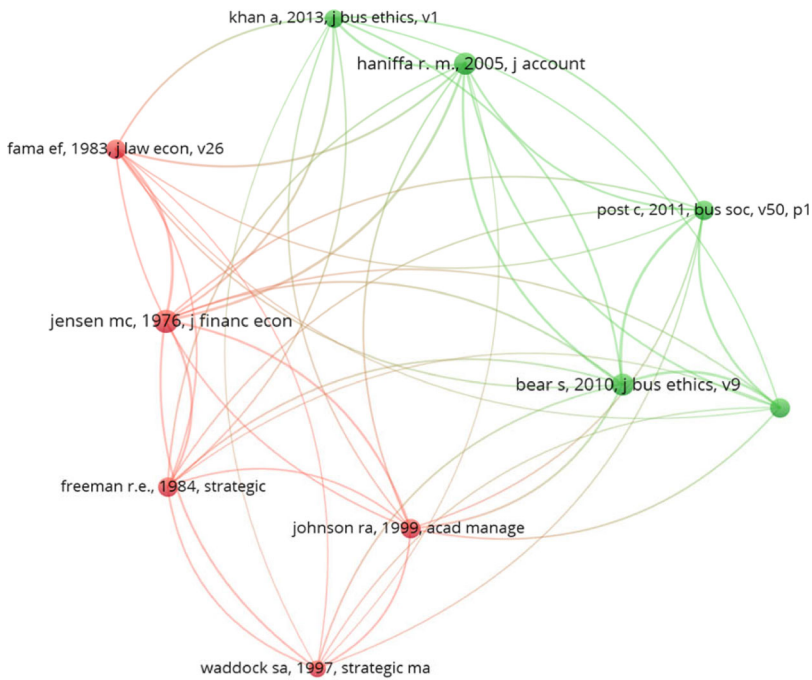 khan a, 2013, j bus ethics, v1
haniffa r. m., 2005, j account
fama ef, 1983, j law econ, v26
post c, 2011, bus soc, v50, p1
jensen mc, 1976, j financ econ
bear s, 2010, j bus ethics, v9
freeman r.e., 1984, strategic
johnson ra, 1999, acad manage
waddock sa, 1997, strategic ma